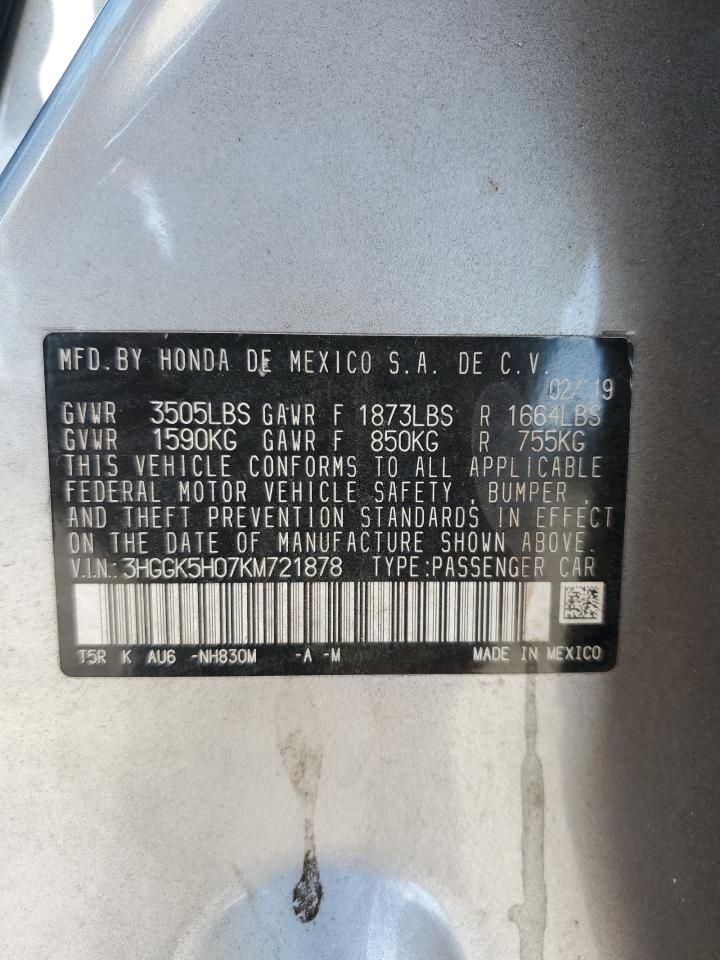 MFD.BY HONDA DE MEXICO S.A. DE C.V.
02/19
GVWR 3505LBS GAWR F 1873LBS R 1664LBS
GVWR 1590KG GAWR F 850KG R 755KG
THIS VEHICLE CONFORMS TO ALL APPLICABLE
FEDERAL MOTOR VEHICLE SAFETY , BUMPER ,
AND THEFT PREVENTION STANDARDS IN EFFECT
ON THE DATE OF MANUFACTURE SHOWN ABOVE.
V.I.N.: 3HGGK5H07KM721878 TYPE:PASSENGER CAR
T5R K AU6 -NH830M -A -M MADE IN MEXICO